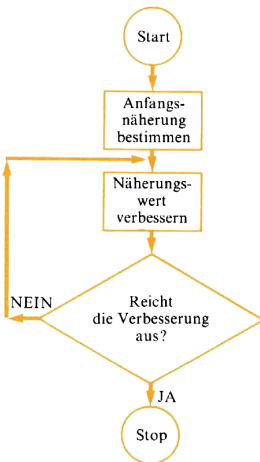 Start
Anfangs-
näherung
bestimmen
Näherungs-
wert
verbessern
Reicht
die Verbesserung
aus?
NEIN
JA
Stop